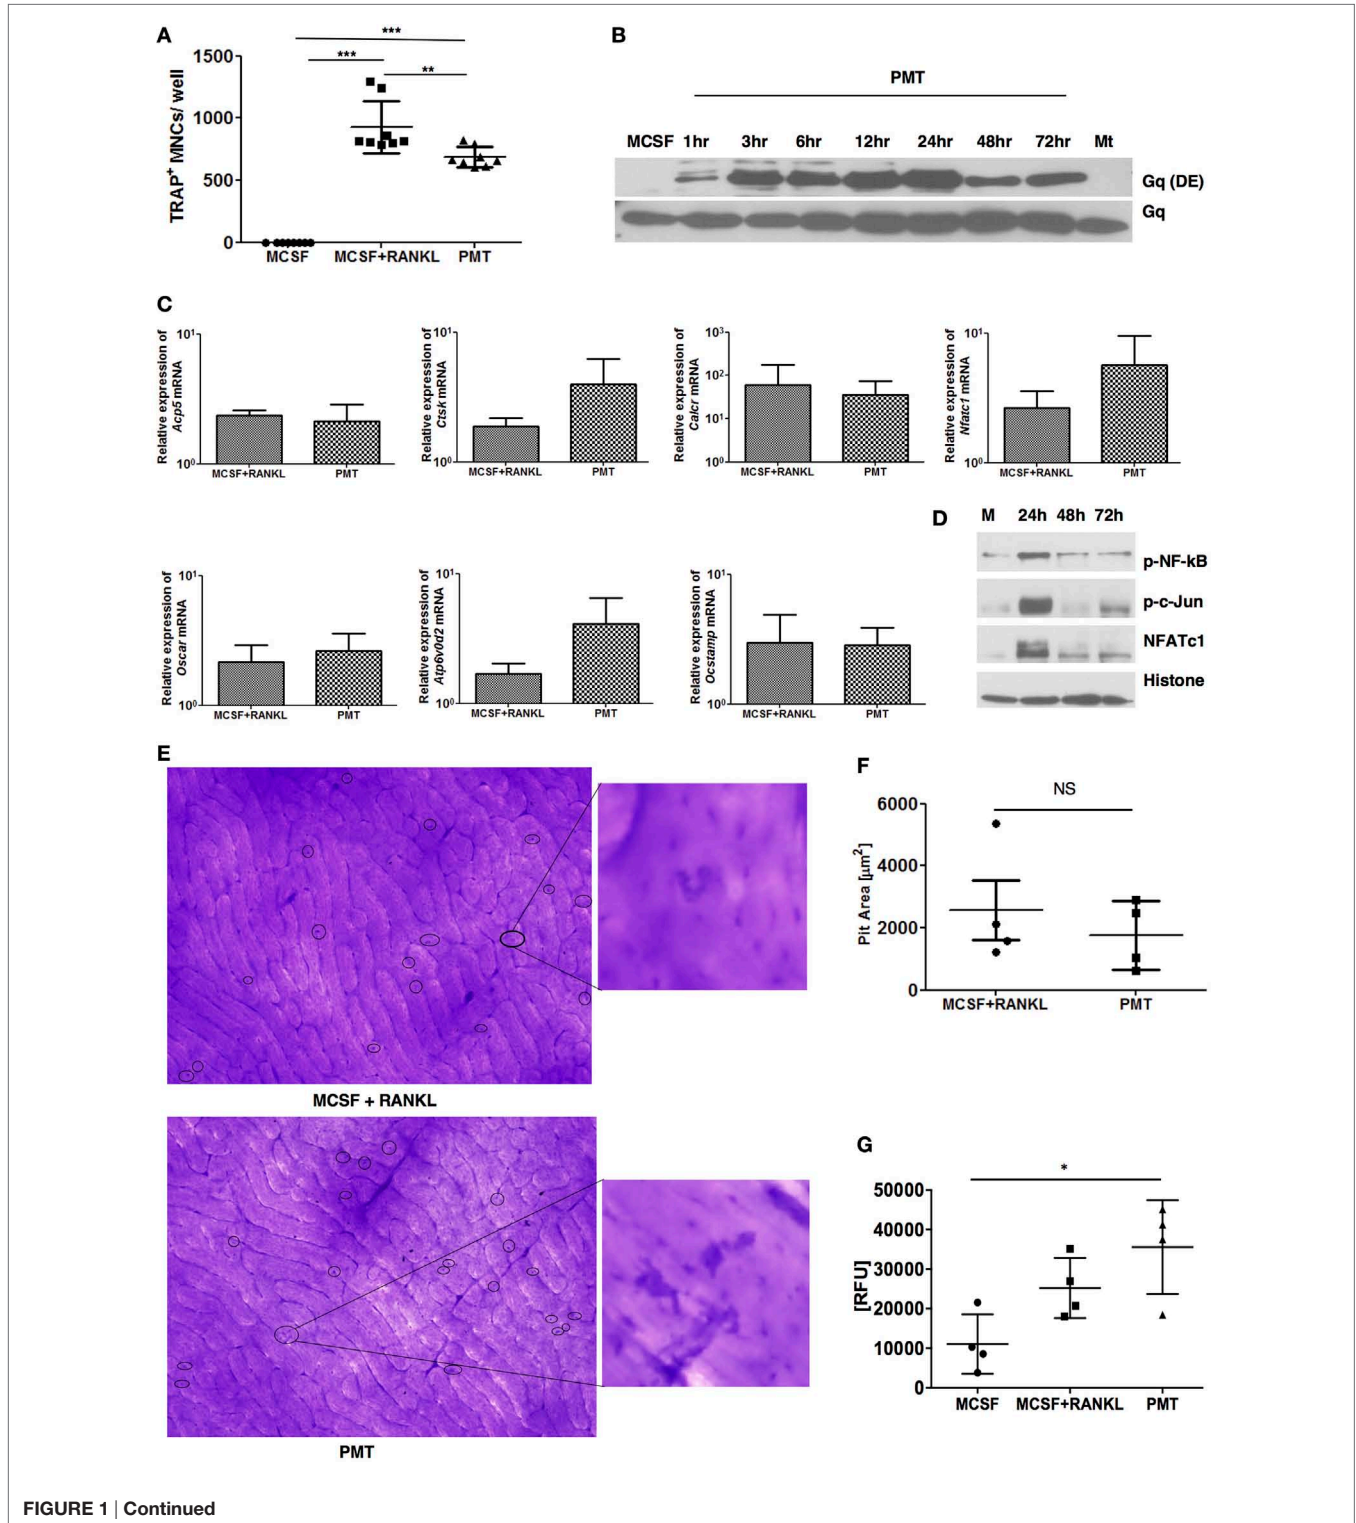 A
***
***
**
1500
1000
500
0
TRAP⁺ MNCs/ well
MCSF MCSF+RANKL PMT
B
PMT
MCSF 1hr 3hr 6hr 12hr 24hr 48hr 72hr Mt
Gq (DE)
Gq
C
Relative expression of
Acp5 mRNA
10¹
10⁰
MCSF+RANKL PMT
Relative expression of
Ctsk mRNA
10¹
10⁰
MCSF+RANKL PMT
Relative expression of
Calcr mRNA
10³
10²
10¹
10⁰
MCSF+RANKL PMT
Relative expression of
Nfatc1 mRNA
10¹
10⁰
MCSF+RANKL PMT
Relative expression of
Oscar mRNA
10¹
10⁰
MCSF+RANKL PMT
Relative expression of
Atp6v0d2 mRNA
10¹
10⁰
MCSF+RANKL PMT
Relative expression of
Ocstamp mRNA
10¹
10⁰
MCSF+RANKL PMT
D
M 24h 48h 72h
p-NF-kB
p-c-Jun
NFATc1
Histone
E
MCSF + RANKL
PMT
F
NS
6000
4000
2000
0
Pit Area [µm²]
MCSF+RANKL PMT
G
*
50000
40000
30000
20000
10000
0
[RFU]
MCSF MCSF+RANKL PMT
FIGURE 1 | Continued